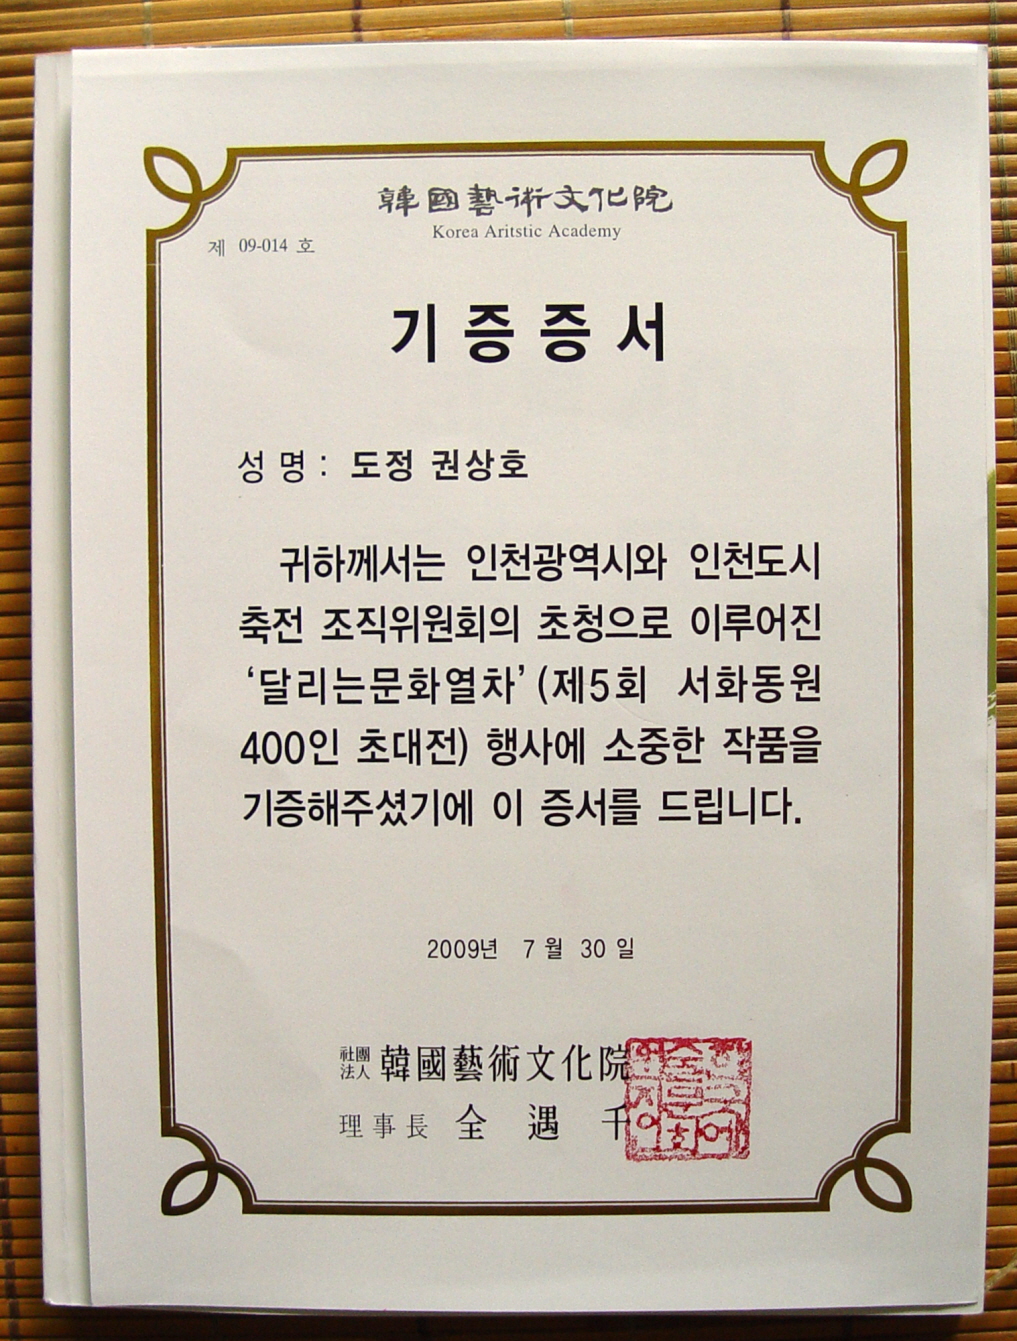 韓國藝術文化院
Korea Aritstic Academy
제 09-014 호
기증증서
성명 : 도정 권상호
귀하께서는 인천광역시와 인천도시
축전 조직위원회의 초청으로 이루어진
‘달리는문화열차’(제5회 서화동원
400인 초대전) 행사에 소중한 작품을
기증해주셨기에 이 증서를 드립니다.
2009년 7월 30일
社團法人 韓國藝術文化院
理事長 全遇千